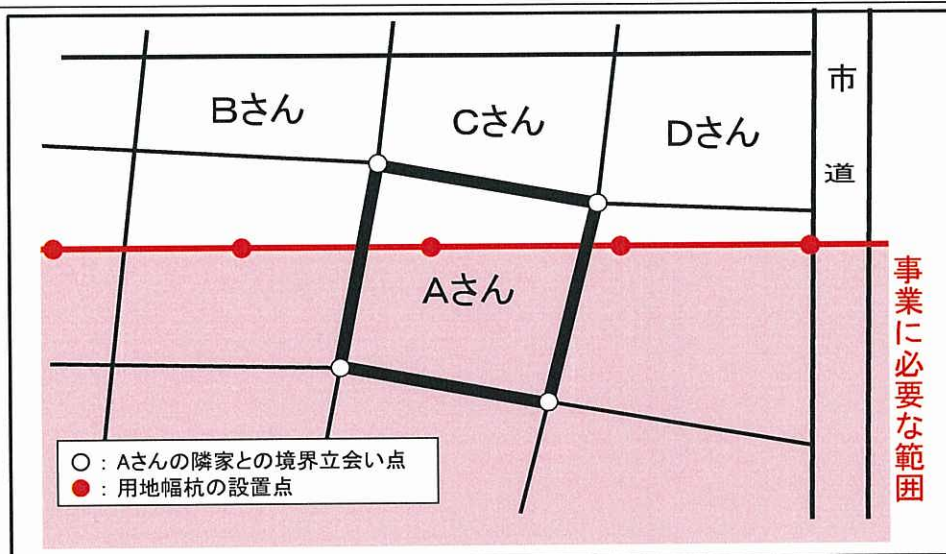 Bさん
Cさん
Dさん
市道
Aさん
事業に必要な範囲
○：Aさんの隣家との境界立会い点
●：用地幅杭の設置点